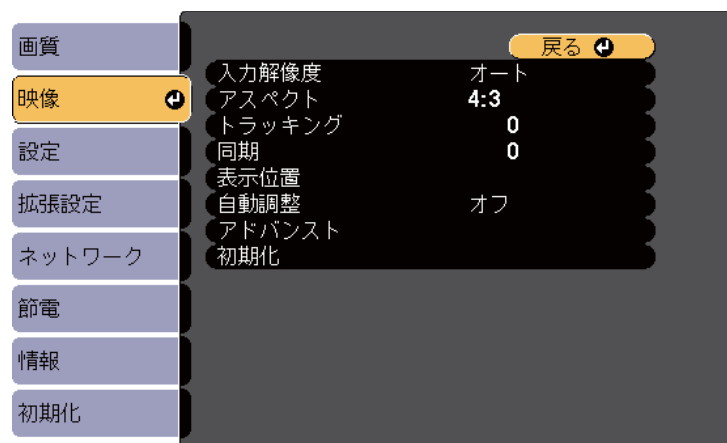 画質
映像
設定
拡張設定
ネットワーク
節電
情報
初期化
戻る
入力解像度 オート
アスペクト 4:3
トラッキング 0
同期 0
表示位置
自動調整 オフ
アドバンスト
初期化